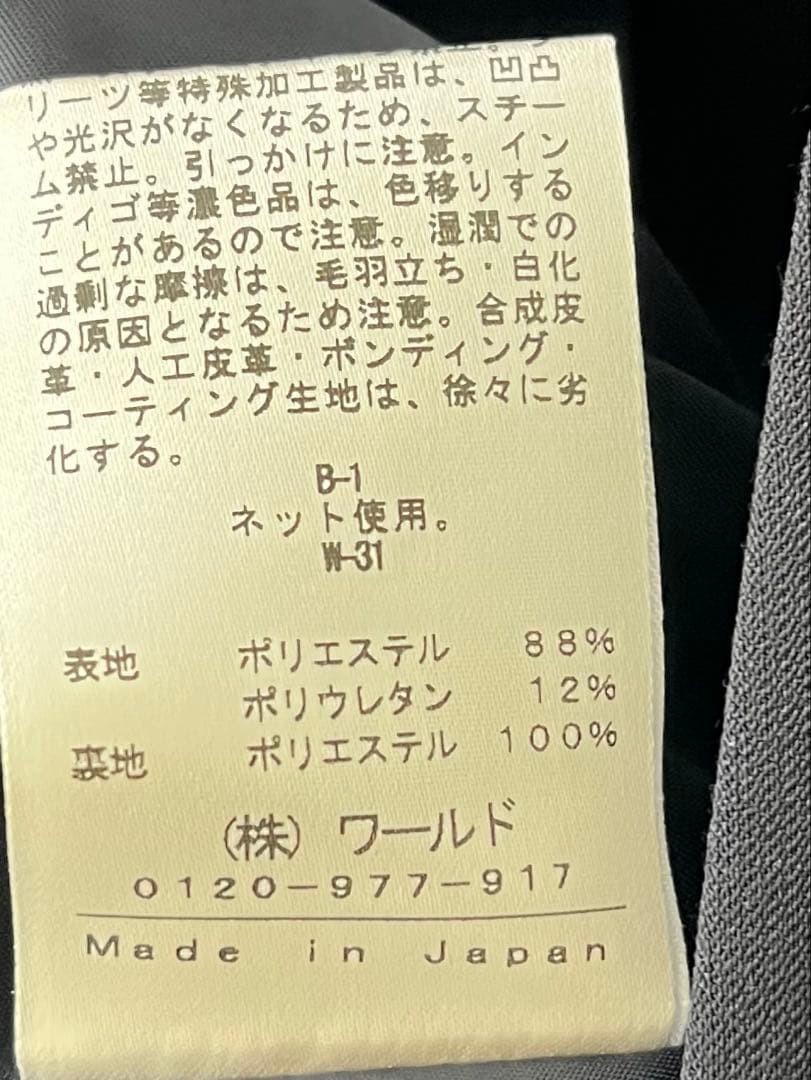 リーツ等特殊加工製品は、凹凸
や光沢がなくなるため、スチー
ム禁止。引っかけに注意。イン
ディゴ等濃色品は、色移りする
ことがあるので注意。湿潤での
過剰な摩擦は、毛羽立ち・白化
の原因となるため注意。合成皮
革・人工皮革・ボンディング・
コーティング生地は、徐々に劣
化する。
B-1
ネット使用。
W-31
表地 ポリエステル 88%
ポリウレタン 12%
裏地 ポリエステル 100%
(株) ワールド
0120-977-917
Made in Japan